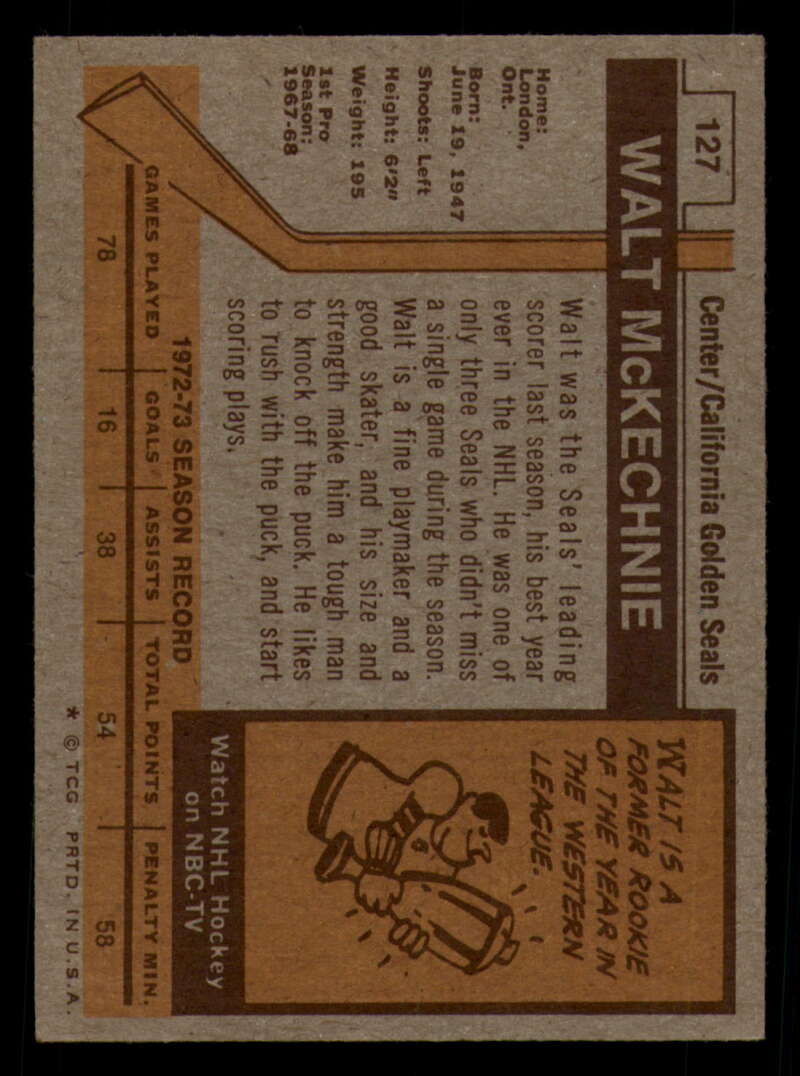 127
Center/California Golden Seals
WALT McKECHNIE
Home:
London,
Ont.
Born:
June 19, 1947
Shoots: Left
Height: 6'2"
Weight: 195
1st Pro
Season:
1967-68
Walt was the Seals' leading
scorer last season, his best year
ever in the NHL. He was one of
only three Seals who didn't miss
a single game during the season.
Walt is a fine playmaker and a
good skater, and his size and
strength make him a tough man
to knock off the puck. He likes
to rush with the puck, and start
scoring plays.
WALT IS A
FORMER ROOKIE
OF THE YEAR IN
THE WESTERN
LEAGUE.
Watch NHL Hockey
on NBC-TV
1972-73 SEASON RECORD
GAMES PLAYED GOALS ASSISTS TOTAL POINTS PENALTY MIN.
78 16 38 54 58
* © TCG PRTD. IN U.S.A.